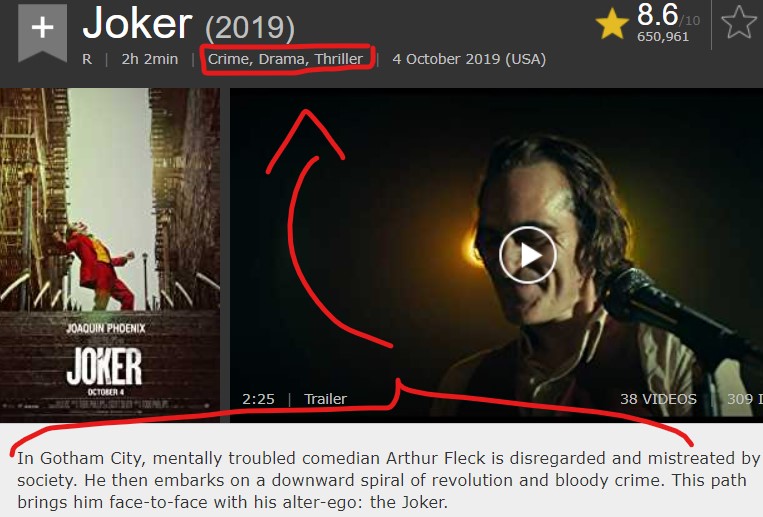 + Joker (2019)
8.6/10
650,961
R | 2h 2min | Crime, Drama, Thriller | 4 October 2019 (USA)
JOAQUIN PHOENIX
JOKER
OCTOBER 4
2:25 | Trailer
38 VIDEOS
309 I
In Gotham City, mentally troubled comedian Arthur Fleck is disregarded and mistreated by
society. He then embarks on a downward spiral of revolution and bloody crime. This path
brings him face-to-face with his alter-ego: the Joker.